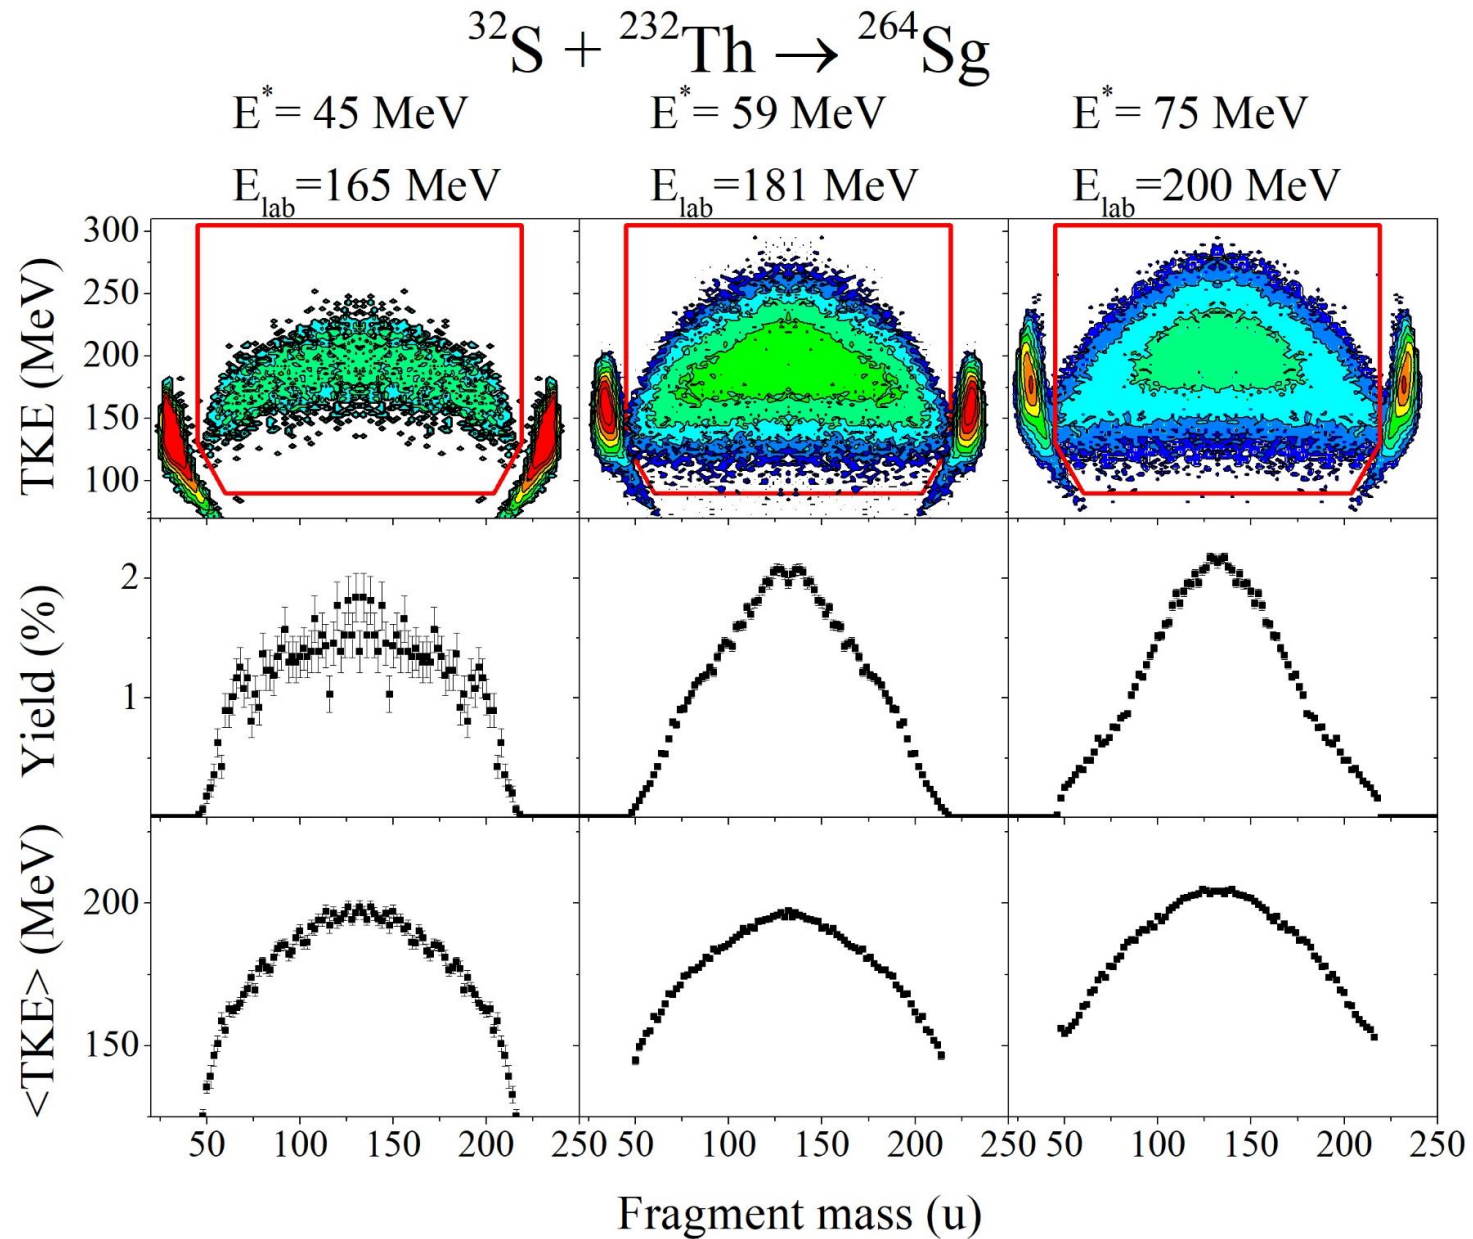 ³²S + ²³²Th → ²⁶⁴Sg
E*= 45 MeV
E*= 59 MeV
E*= 75 MeV
E_lab=165 MeV
E_lab=181 MeV
E_lab=200 MeV
TKE (MeV)
300
250
200
150
100
Yield (%)
2
1
<TKE> (MeV)
200
150
50 100 150 200 250 50 100 150 200 250 50 100 150 200 250
Fragment mass (u)